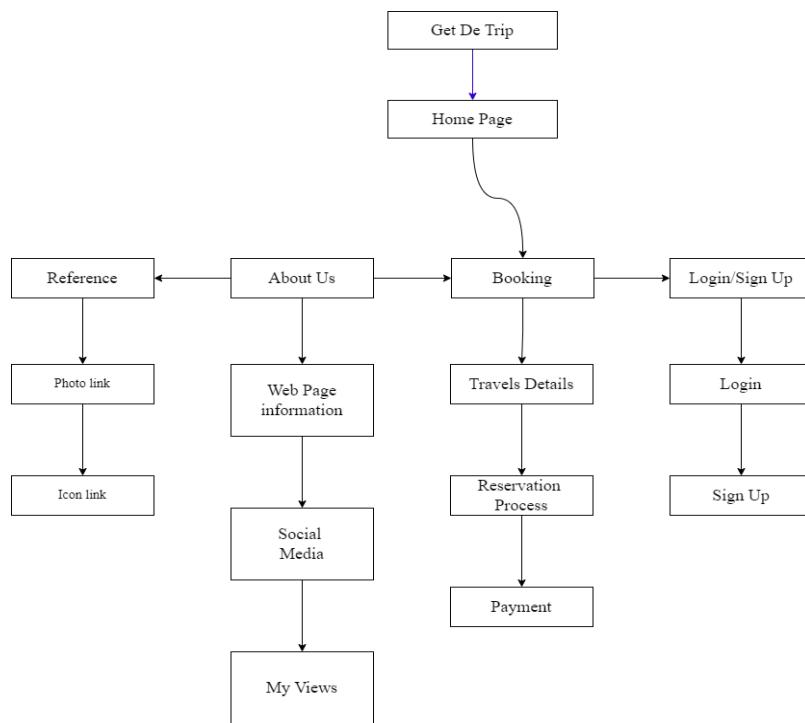 Get De Trip
Home Page
Reference
About Us
Booking
Login/Sign Up
Photo link
Web Page
information
Travels Details
Login
Icon link
Social
Media
Reservation
Process
Sign Up
My Views
Payment